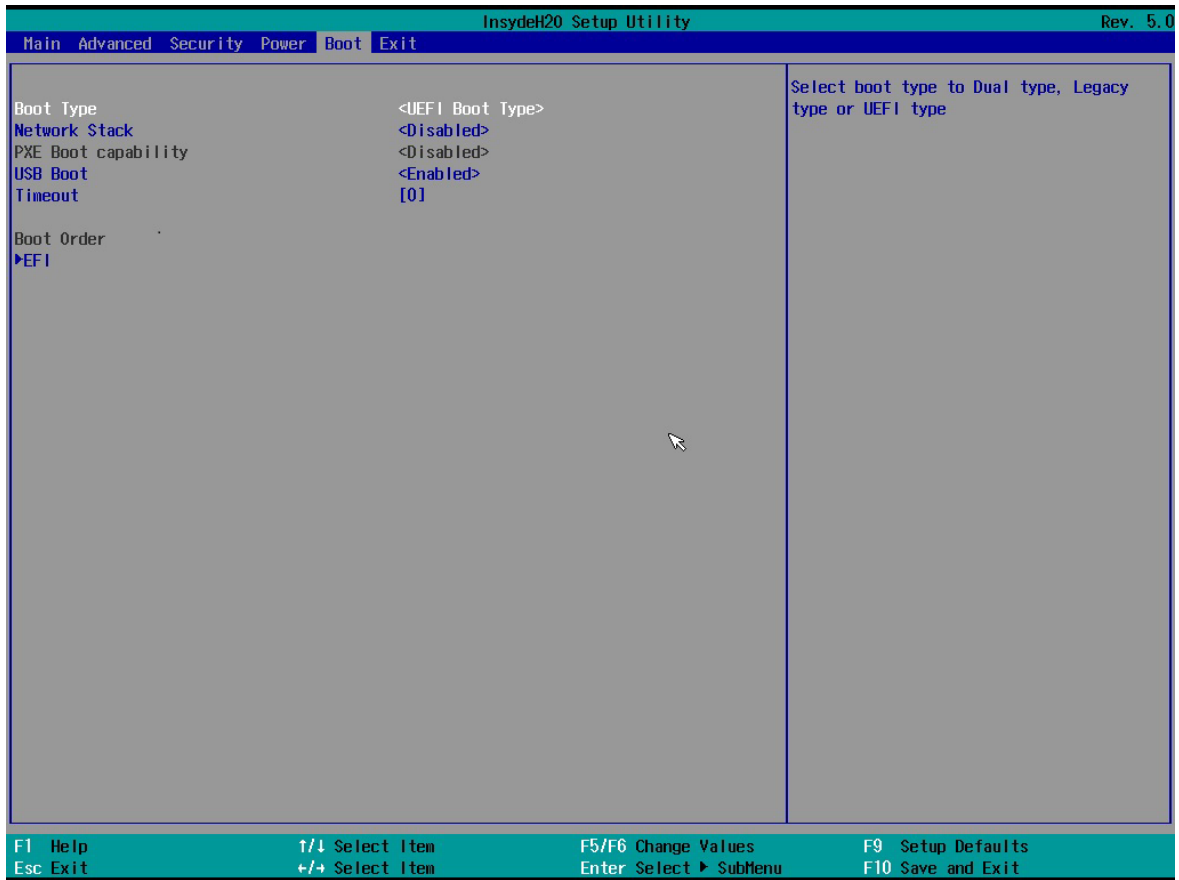 InsydeH20 Setup Utility Rev. 5.0
Main Advanced Security Power Boot Exit
Select boot type to Dual type, Legacy
type or UEFI type
Boot Type <UEFI Boot Type>
Network Stack <Disabled>
PXE Boot capability <Disabled>
USB Boot <Enabled>
Timeout [0]
Boot Order
▶EFI
F1 Help ↑/↓ Select Item F5/F6 Change Values F9 Setup Defaults
Esc Exit ←/→ Select Item Enter Select ▶ SubMenu F10 Save and Exit